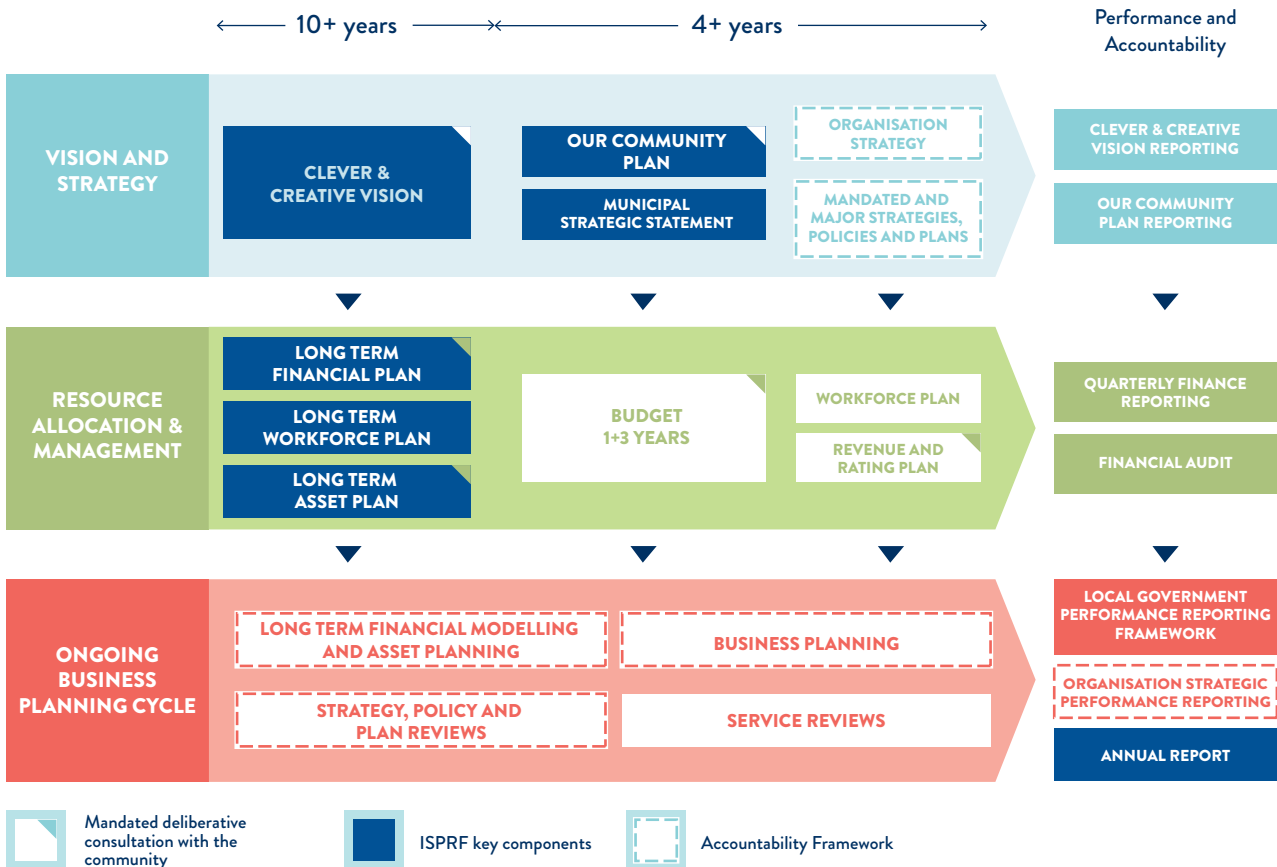 10+ years
4+ years
Performance and
Accountability
VISION AND
STRATEGY
CLEVER &
CREATIVE VISION
OUR COMMUNITY
PLAN
MUNICIPAL
STRATEGIC STATEMENT
ORGANISATION
STRATEGY
MANDATED AND
MAJOR STRATEGIES,
POLICIES AND PLANS
CLEVER & CREATIVE
VISION REPORTING
OUR COMMUNITY
PLAN REPORTING
RESOURCE
ALLOCATION &
MANAGEMENT
LONG TERM
FINANCIAL PLAN
LONG TERM
WORKFORCE PLAN
LONG TERM
ASSET PLAN
BUDGET
1+3 YEARS
WORKFORCE PLAN
REVENUE AND
RATING PLAN
QUARTERLY FINANCE
REPORTING
FINANCIAL AUDIT
ONGOING
BUSINESS
PLANNING CYCLE
LONG TERM FINANCIAL MODELLING
AND ASSET PLANNING
BUSINESS PLANNING
STRATEGY, POLICY AND
PLAN REVIEWS
SERVICE REVIEWS
LOCAL GOVERNMENT
PERFORMANCE REPORTING
FRAMEWORK
ORGANISATION STRATEGIC
PERFORMANCE REPORTING
ANNUAL REPORT
Mandated deliberative
consultation with the
community
ISPRF key components
Accountability Framework